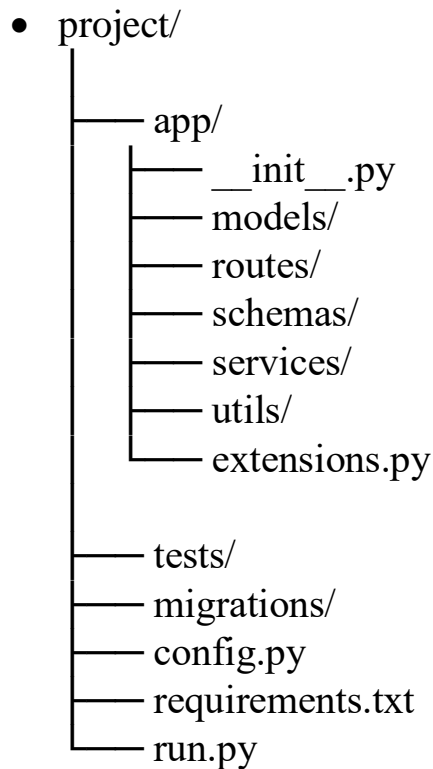 • project/
│
├── app/
│   ├── __init__.py
│   ├── models/
│   ├── routes/
│   ├── schemas/
│   ├── services/
│   ├── utils/
│   └── extensions.py
│
├── tests/
├── migrations/
├── config.py
├── requirements.txt
└── run.py